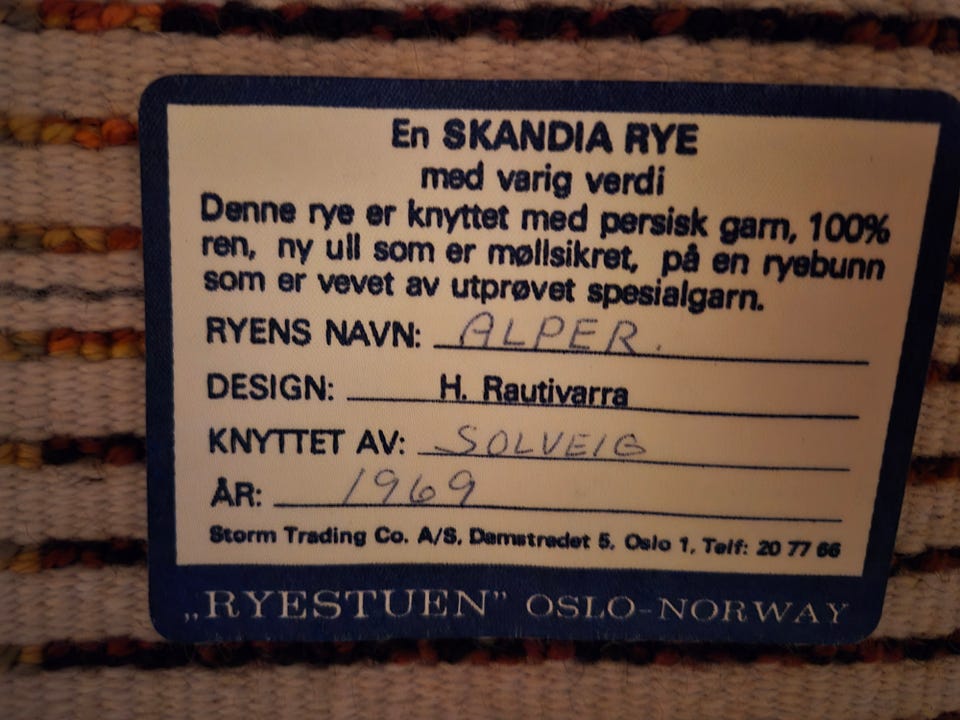 En SKANDIA RYE
med varig verdi
Denne rye er knyttet med persisk garn, 100%
ren, ny ull som er møllsikret, på en ryebunn
som er vevet av utprøvet spesialgarn.
RYENS NAVN: ALPER.
DESIGN: H. Rautivarra
KNYTTET AV: SOLVEIG
ÅR: 1969
Storm Trading Co. A/S, Damstredet 5, Oslo 1, Telf: 20 77 66
„RYESTUEN” OSLO-NORWAY